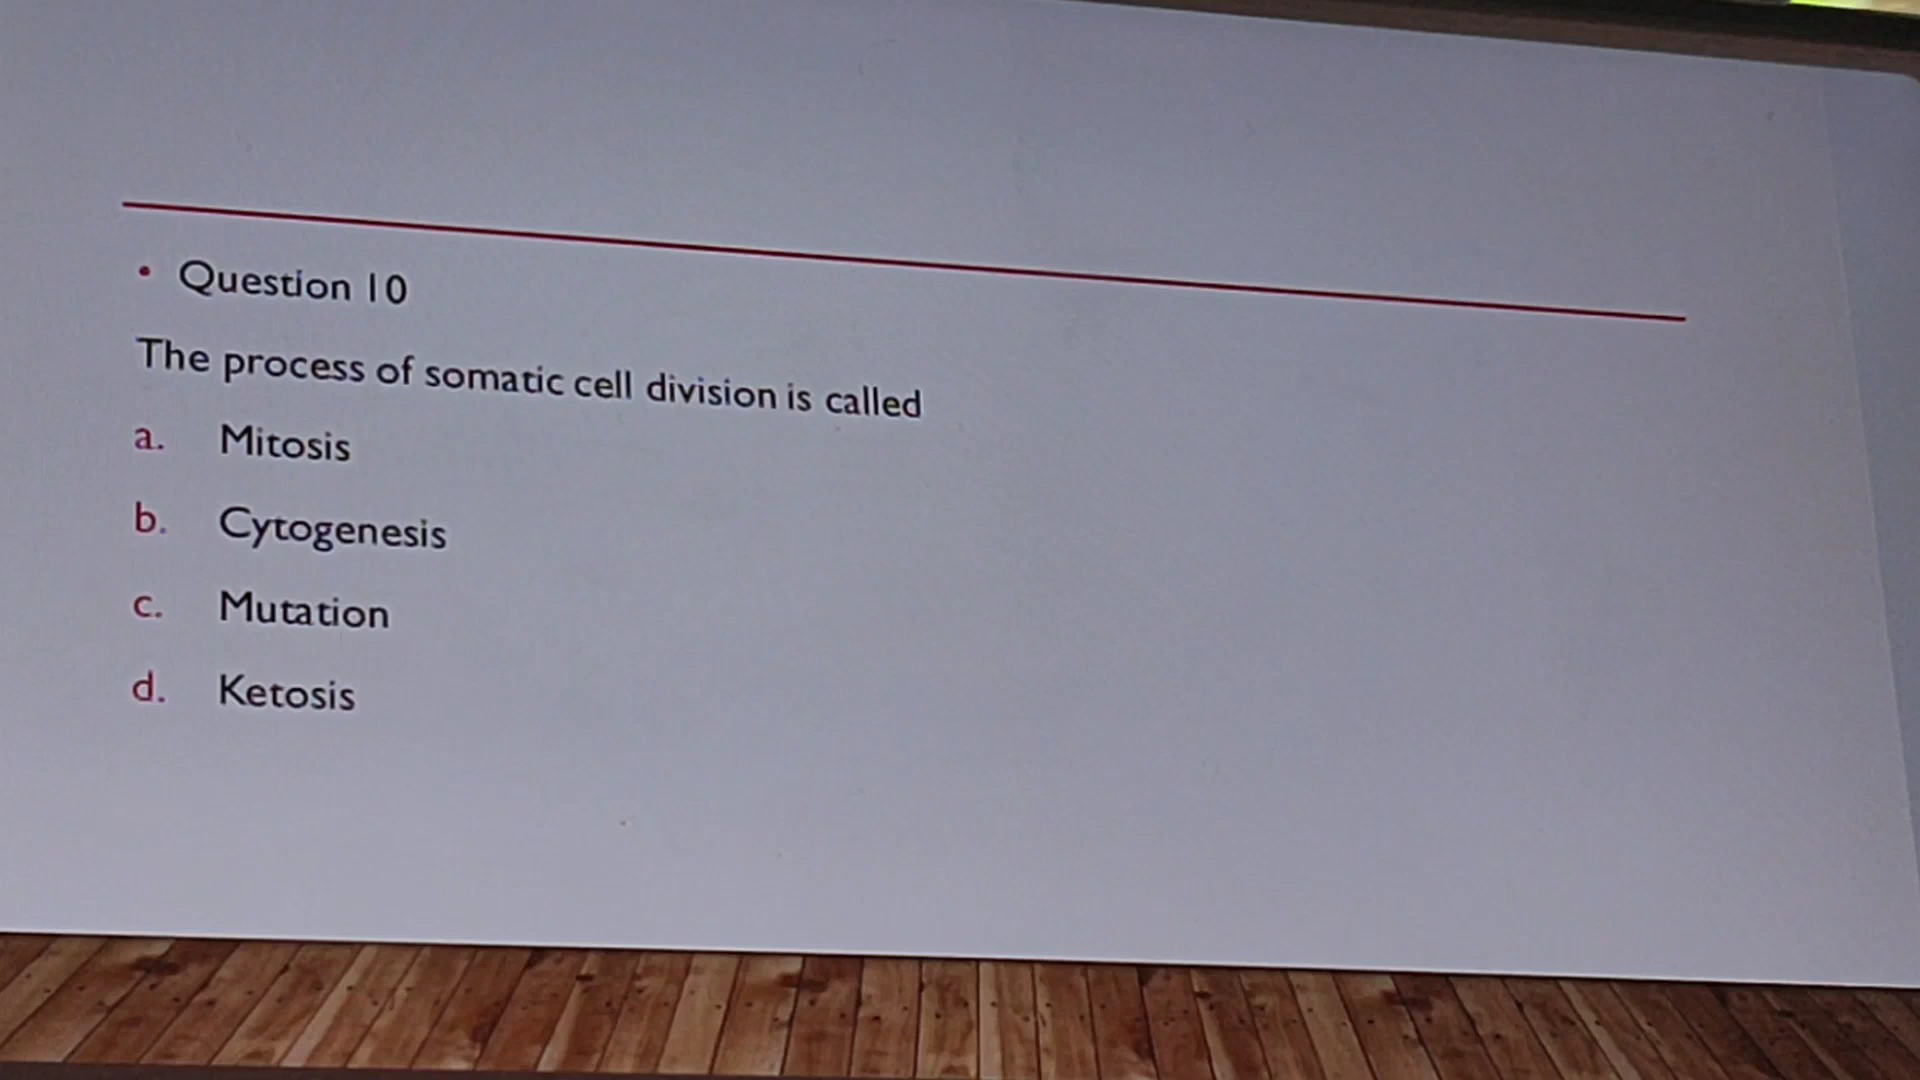 • Question 10
The process of somatic cell division is called
a. Mitosis
b. Cytogenesis
c. Mutation
d. Ketosis